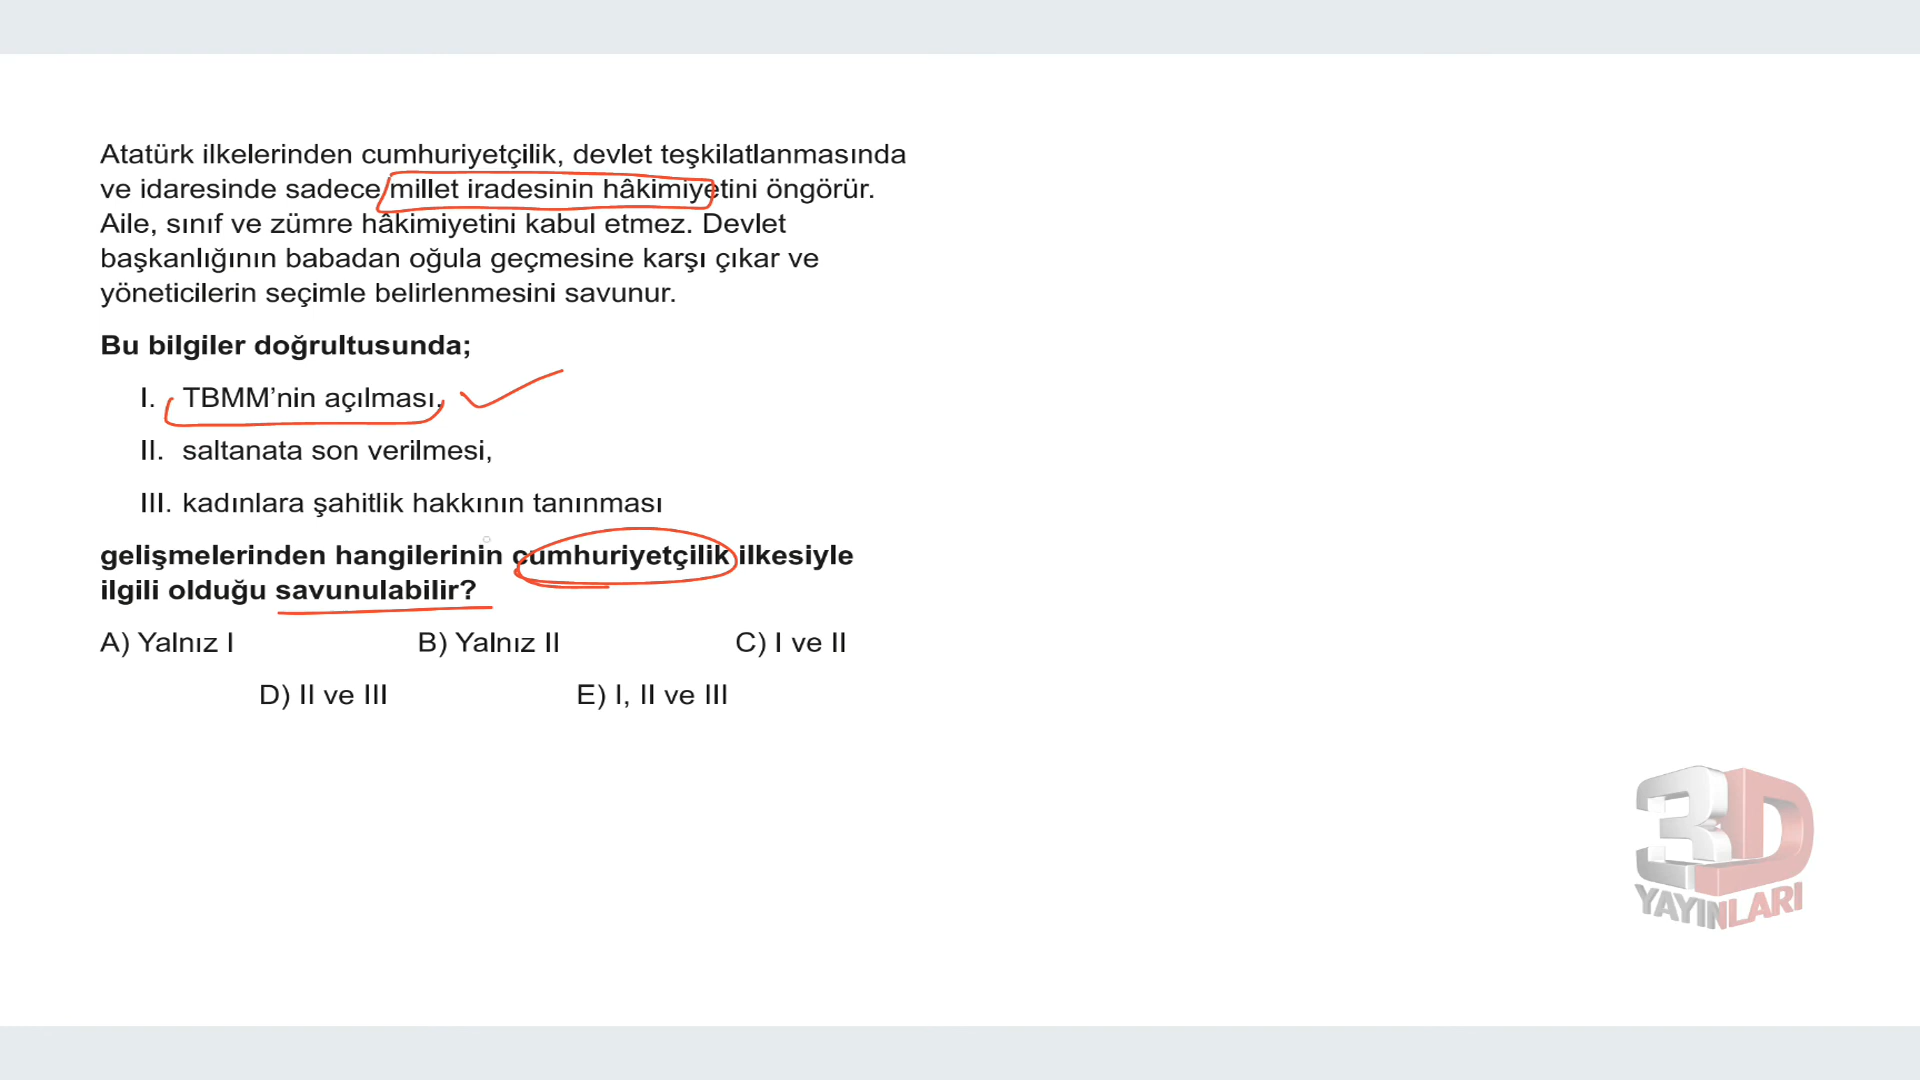 Atatürk ilkelerinden cumhuriyetçilik, devlet teşkilatlanmasında
ve idaresinde sadece millet iradesinin hâkimiyetini öngörür.
Aile, sınıf ve zümre hâkimiyetini kabul etmez. Devlet
başkanlığının babadan oğula geçmesine karşı çıkar ve
yöneticilerin seçimle belirlenmesini savunur.
Bu bilgiler doğrultusunda;
I. TBMM’nin açılması,
II. saltanata son verilmesi,
III. kadınlara şahitlik hakkının tanınması
gelişmelerinden hangilerinin cumhuriyetçilik ilkesiyle
ilgili olduğu savunulabilir?
A) Yalnız I B) Yalnız II C) I ve II
D) II ve III E) I, II ve III
3D
YAYINLARI